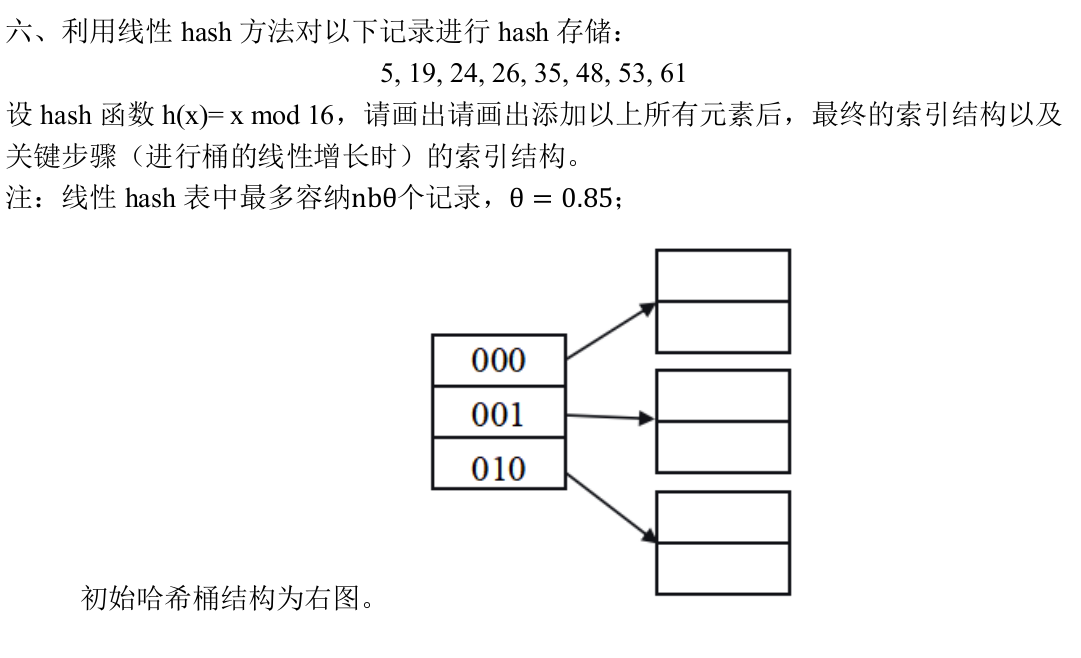 六、利用线性 hash 方法对以下记录进行 hash 存储：
5, 19, 24, 26, 35, 48, 53, 61
设 hash 函数 h(x)= x mod 16，请画出请画出添加以上所有元素后，最终的索引结构以及
关键步骤（进行桶的线性增长时）的索引结构。
注：线性 hash 表中最多容纳nbθ个记录，θ = 0.85；
000
001
010
初始哈希桶结构为右图。